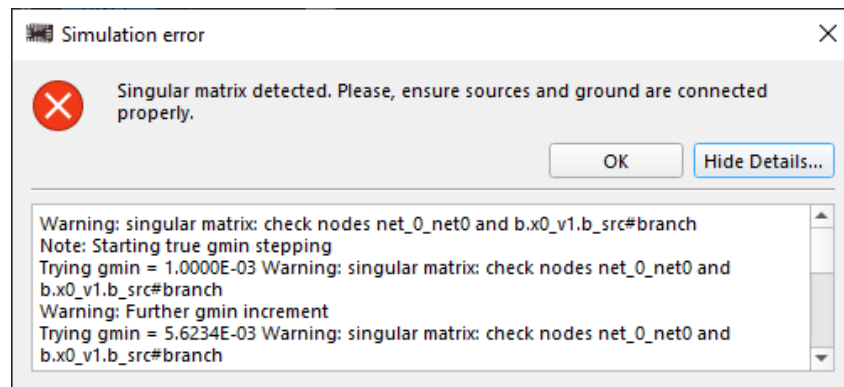 Simulation error
Singular matrix detected. Please, ensure sources and ground are connected
properly.
OK
Hide Details...
Warning: singular matrix: check nodes net_0_net0 and b.x0_v1.b_src#branch
Note: Starting true gmin stepping
Trying gmin = 1.0000E-03 Warning: singular matrix: check nodes net_0_net0 and
b.x0_v1.b_src#branch
Warning: Further gmin increment
Trying gmin = 5.6234E-03 Warning: singular matrix: check nodes net_0_net0 and
b.x0_v1.b_src#branch